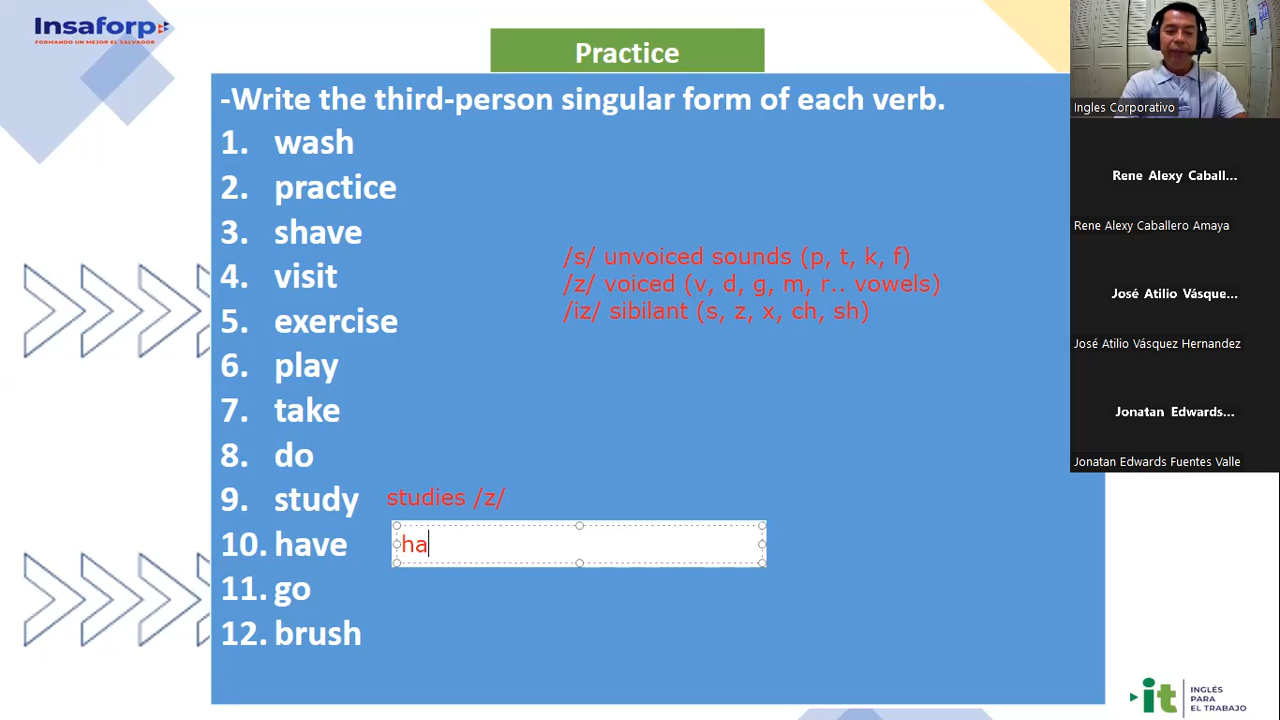 Insaforp
FORMANDO UN MEJOR EL SALVADOR
Practice
-Write the third-person singular form of each verb.
1. wash
2. practice
3. shave
4. visit
5. exercise
6. play
7. take
8. do
9. study studies /z/
10. have ha
11. go
12. brush
/s/ unvoiced sounds (p, t, k, f)
/z/ voiced (v, d, g, m, r.. vowels)
/iz/ sibilant (s, z, x, ch, sh)
Ingles Corporativo
Rene Alexy Caball...
Rene Alexy Caballero Amaya
José Atilio Vásque...
José Atilio Vásquez Hernandez
Jonatan Edwards...
Jonatan Edwards Fuentes Valle
it
INGLÉS
PARA
EL TRABAJO